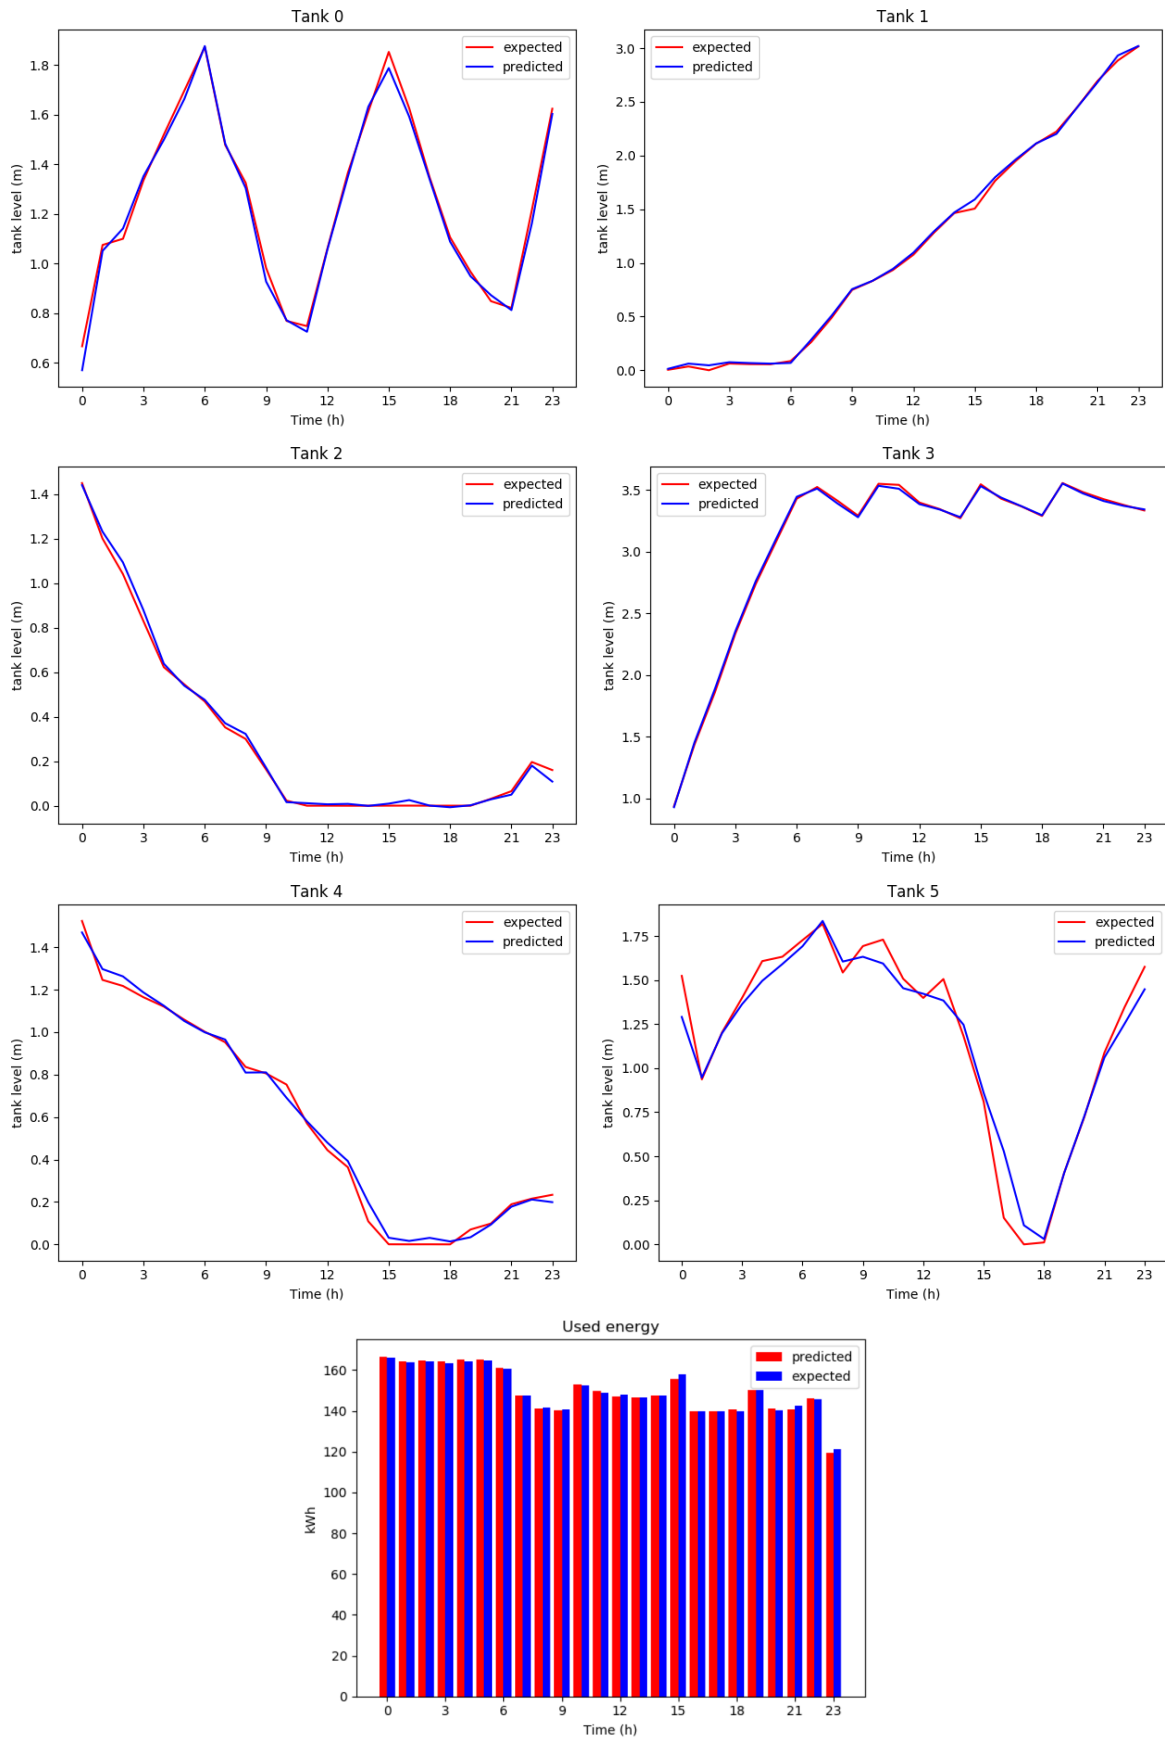 Tank 0
expected
predicted
tank level (m)
1.8
1.6
1.4
1.2
1.0
0.8
0.6
0 3 6 9 12 15 18 21 23
Time (h)
Tank 1
expected
predicted
tank level (m)
3.0
2.5
2.0
1.5
1.0
0.5
0.0
0 3 6 9 12 15 18 21 23
Time (h)
Tank 2
expected
predicted
tank level (m)
1.4
1.2
1.0
0.8
0.6
0.4
0.2
0.0
0 3 6 9 12 15 18 21 23
Time (h)
Tank 3
expected
predicted
tank level (m)
3.5
3.0
2.5
2.0
1.5
1.0
0 3 6 9 12 15 18 21 23
Time (h)
Tank 4
expected
predicted
tank level (m)
1.4
1.2
1.0
0.8
0.6
0.4
0.2
0.0
0 3 6 9 12 15 18 21 23
Time (h)
Tank 5
expected
predicted
tank level (m)
1.75
1.50
1.25
1.00
0.75
0.50
0.25
0.00
0 3 6 9 12 15 18 21 23
Time (h)
Used energy
predicted
expected
kWh
160
140
120
100
80
60
40
20
0
0 3 6 9 12 15 18 21 23
Time (h)